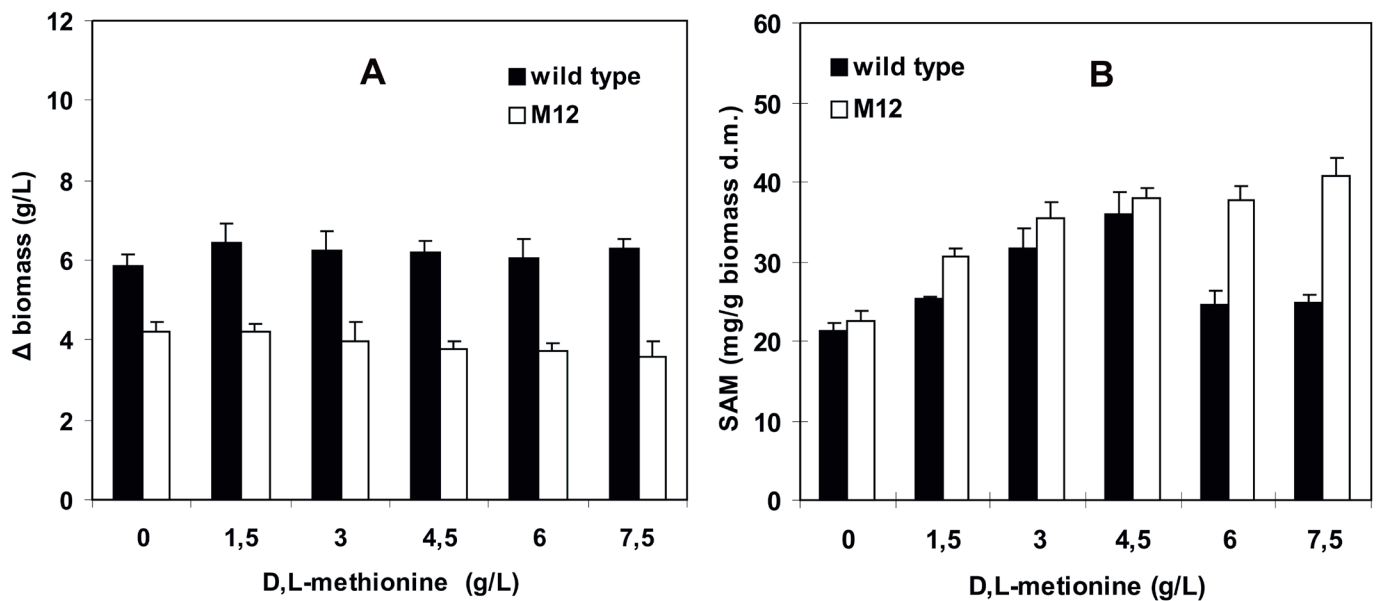 A
wild type
M12
12
10
8
6
4
2
0
Δ biomass (g/L)
0 1,5 3 4,5 6 7,5
D,L-methionine (g/L)
B
wild type
M12
60
50
40
30
20
10
0
SAM (mg/g biomass d.m.)
0 1,5 3 4,5 6 7,5
D,L-metionine (g/L)